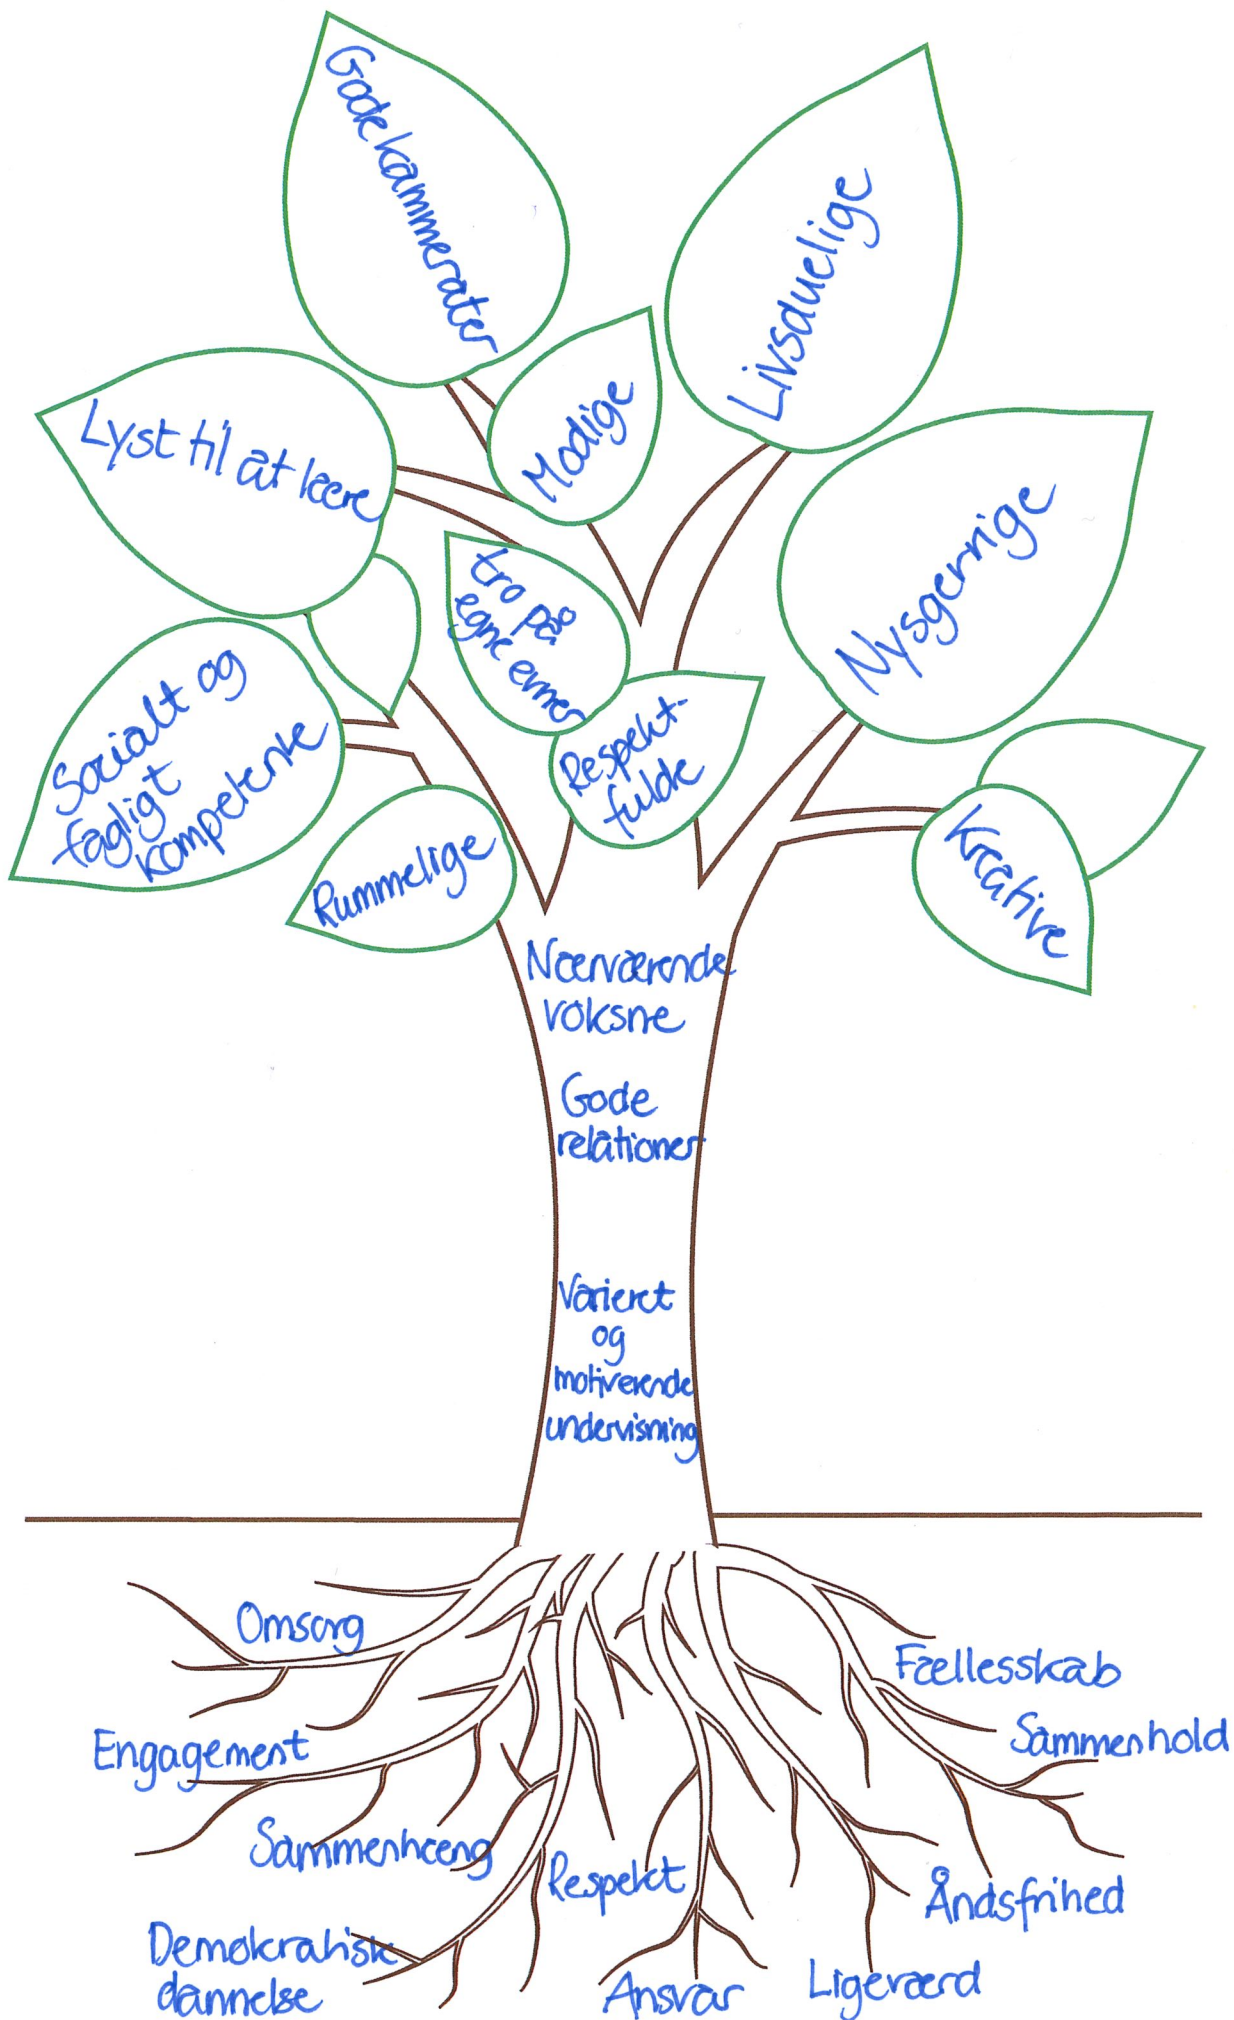 Gode kammerater
Livsduelige
Modige
Lyst til at lære
Nysgerrige
tro på
egne evner
Respekt-
fulde
Socialt og
fagligt
kompetente
Rummelige
Kreative
Nærværende
voksne
Gode
relationer
Varieret
og
motiverende
undervisning
Omsorg
Fællesskab
Engagement
Sammenhold
Sammenhæng
Respekt
Åndsfrihed
Demokratisk
dannelse
Ansvar
Ligeværd